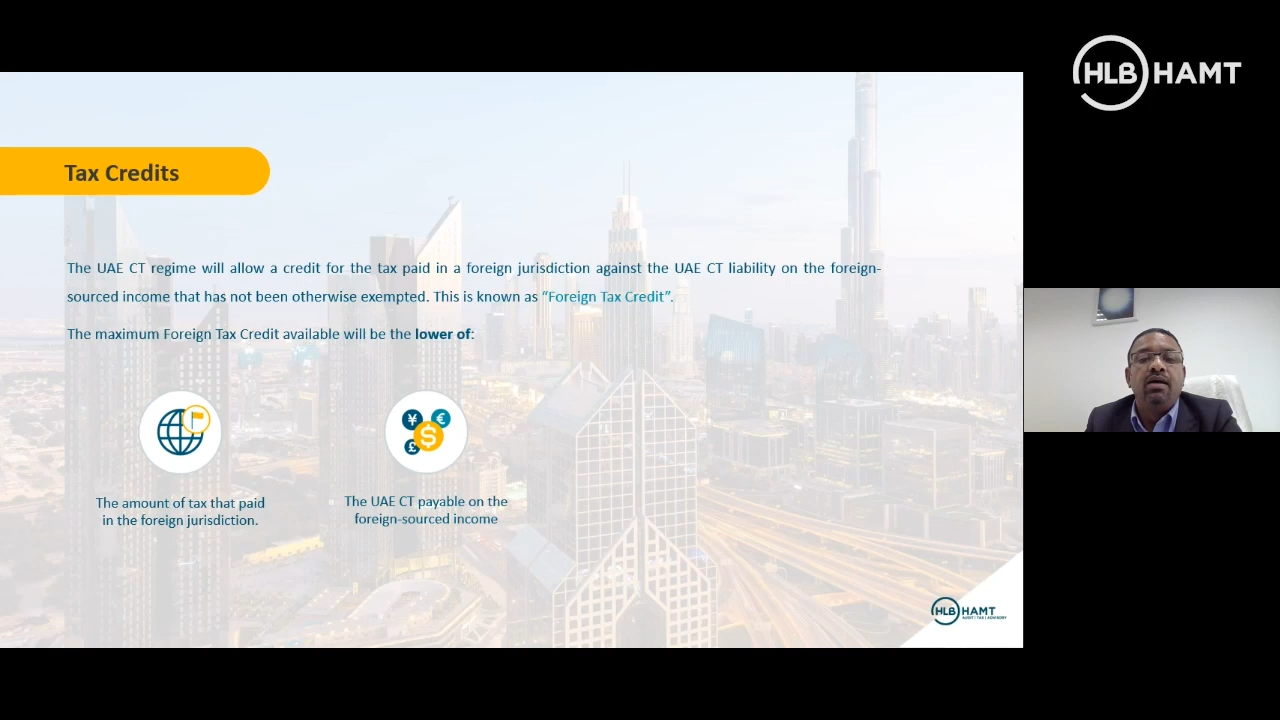 HLB HAMT
Tax Credits
The UAE CT regime will allow a credit for the tax paid in a foreign jurisdiction against the UAE CT liability on the foreign-
sourced income that has not been otherwise exempted. This is known as “Foreign Tax Credit”.
The maximum Foreign Tax Credit available will be the lower of:
¥ € $ £
The amount of tax that paid
in the foreign jurisdiction.
The UAE CT payable on the
foreign-sourced income
HLB HAMT
AUDIT | TAX | ADVISORY